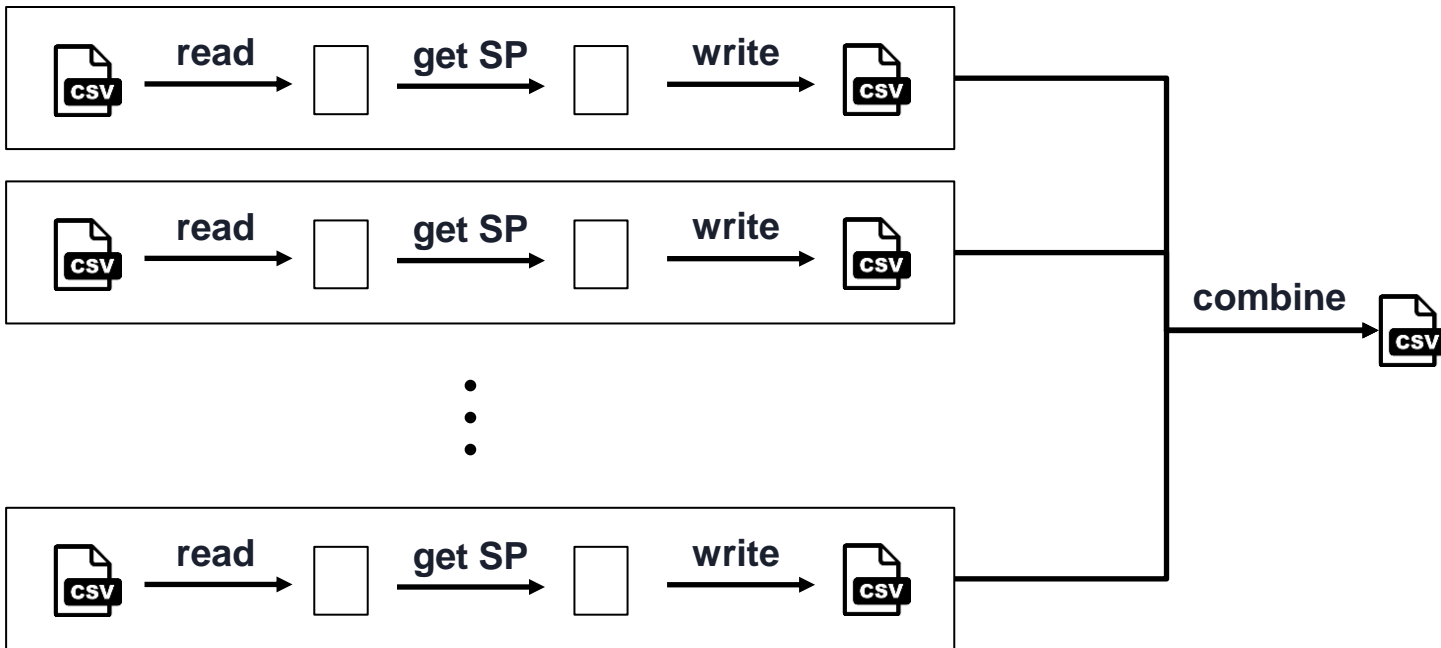 read get SP write
CSV CSV
read get SP write
CSV CSV
combine
CSV
read get SP write
CSV CSV